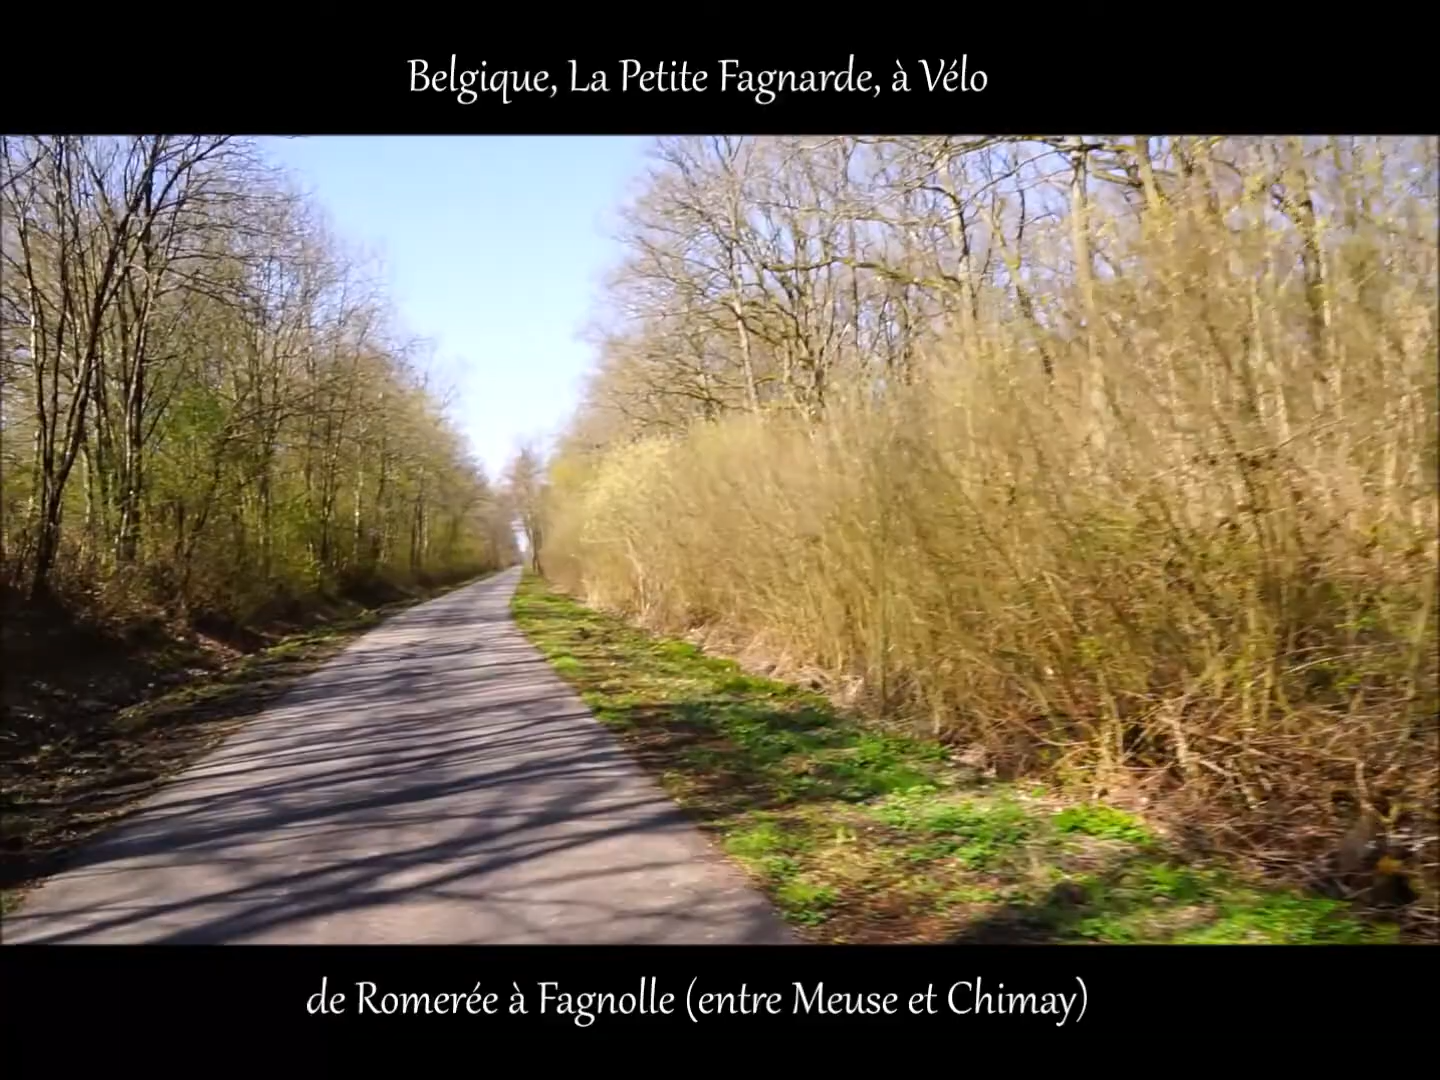 Belgique, La Petite Fagnarde, à Vélo
de Romerée à Fagnolle (entre Meuse et Chimay)